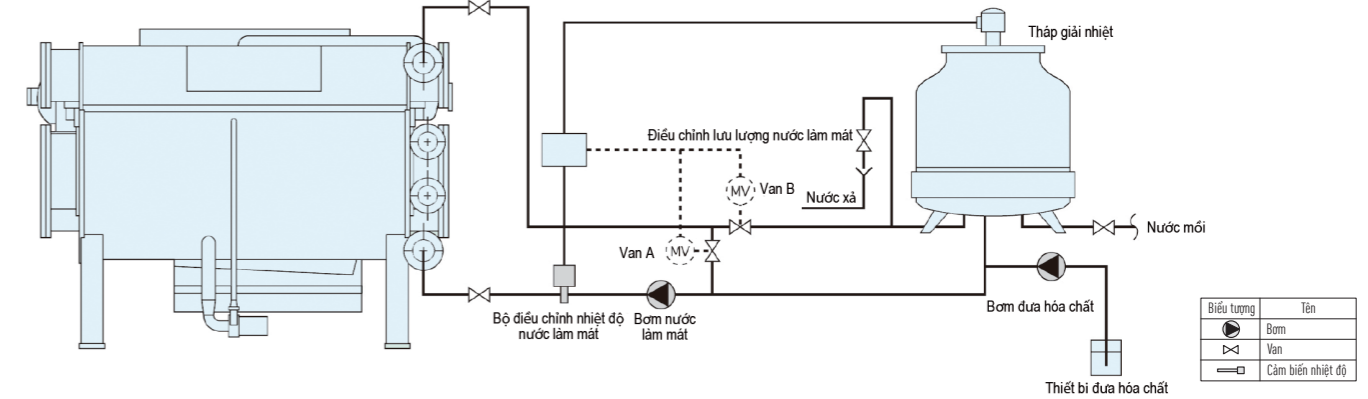 Tháp giải nhiệt
Điều chỉnh lưu lượng nước làm mát
MV
Van B
Nước xả
Van A
MV
Nước mồi
Bộ điều chỉnh nhiệt độ
nước làm mát
Bơm nước
làm mát
Bơm đưa hóa chất
Thiết bi đưa hóa chất
Biểu tượng Tên
Bơm
Van
Cảm biến nhiệt độ